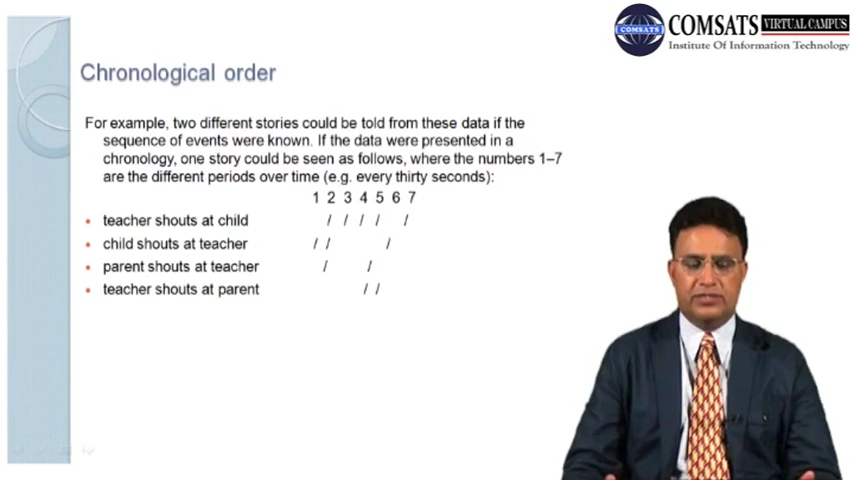 COMSATS VIRTUAL CAMPUS
COMSATS
Institute Of Information Technology
Chronological order
For example, two different stories could be told from these data if the
sequence of events were known. If the data were presented in a
chronology, one story could be seen as follows, where the numbers 1–7
are the different periods over time (e.g. every thirty seconds):
1 2 3 4 5 6 7
• teacher shouts at child / / / / /
• child shouts at teacher / / /
• parent shouts at teacher / /
• teacher shouts at parent / /